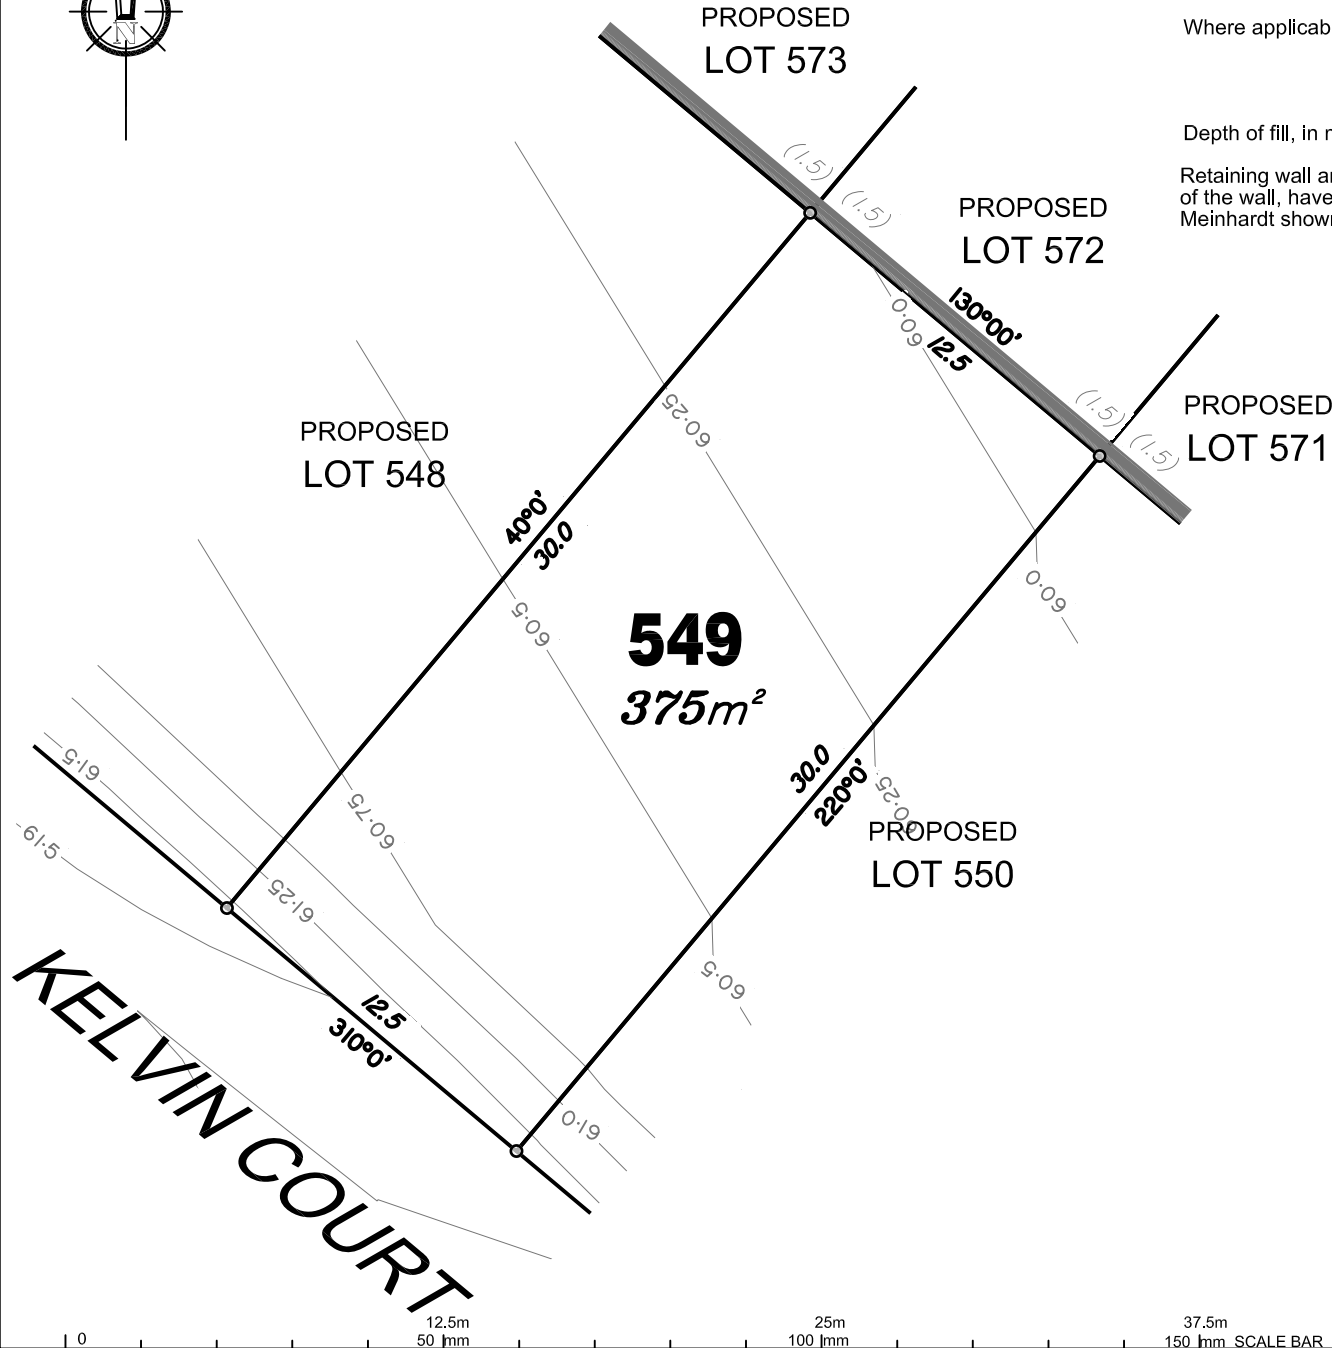 N
PROPOSED
LOT 573
Where applicab
Depth of fill, in
Retaining wall
of the wall, have
Meinhardt show
(1.5)
(1.5)
PROPOSED
LOT 572
130°00'
12.5
60·0
(1.5)
(1.5)
PROPOSED
LOT 571
60·25
PROPOSED
LOT 548
40°0'
30.0
60·5
60·0
549
375m²
61·5
61·5
60·75
30.0
220°0'
60·25
PROPOSED
LOT 550
61·25
60·5
12.5
310°0'
61·0
KELVIN COURT
12.5m
25m
37.5m
0
50 mm
100 mm
150 mm SCALE BAR